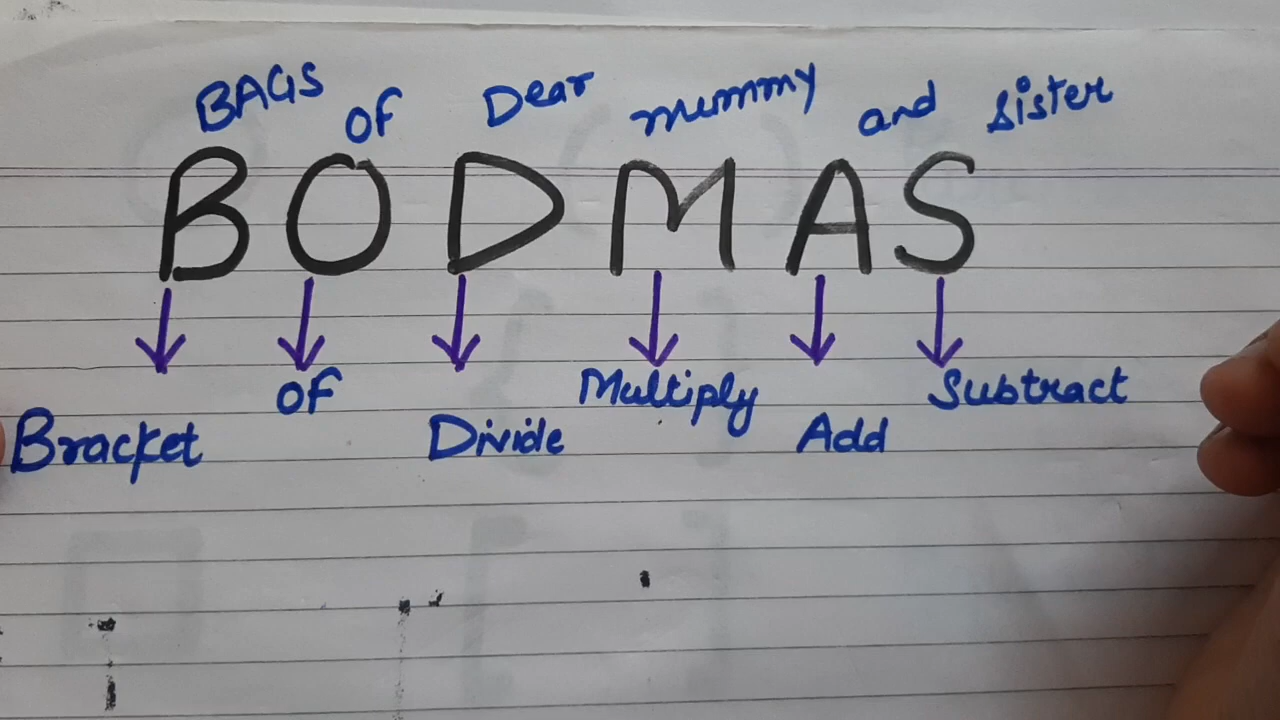 BAGS of Dear mummy and sister
BODMAS
Bracket of Divide Multiply Add Subtract